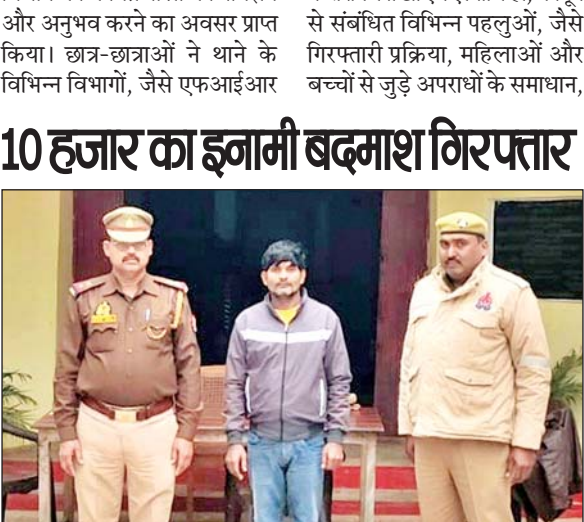 और अनुभव करने का अवसर प्राप्त
किया। छात्र-छात्राओं ने थाने के
विभिन्न विभागों, जैसे एफआईआर
से संबंधित विभिन्न पहलुओं, जैसे
गिरफ्तारी प्रक्रिया, महिलाओं और
बच्चों से जुड़े अपराधों के समाधान,
10 हजार का इनामी बदमाश गिरफ्तार